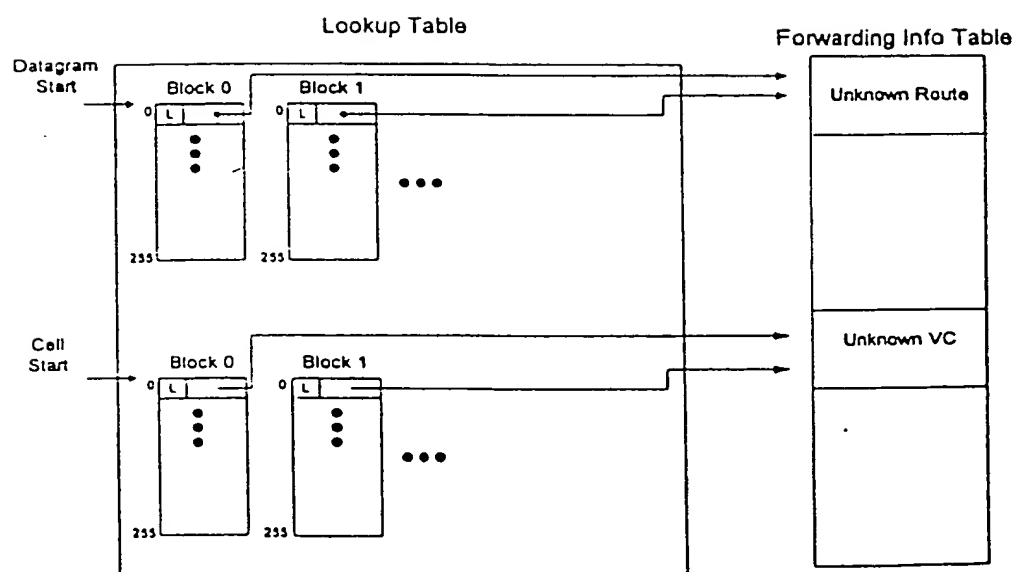 Lookup Table
Forwarding Info Table
Datagram
Start
Block 0
Block 1
0
L
0
L
Unknown Route
255
255
Cell
Start
Block 0
Block 1
0
L
0
L
Unknown VC
255
255